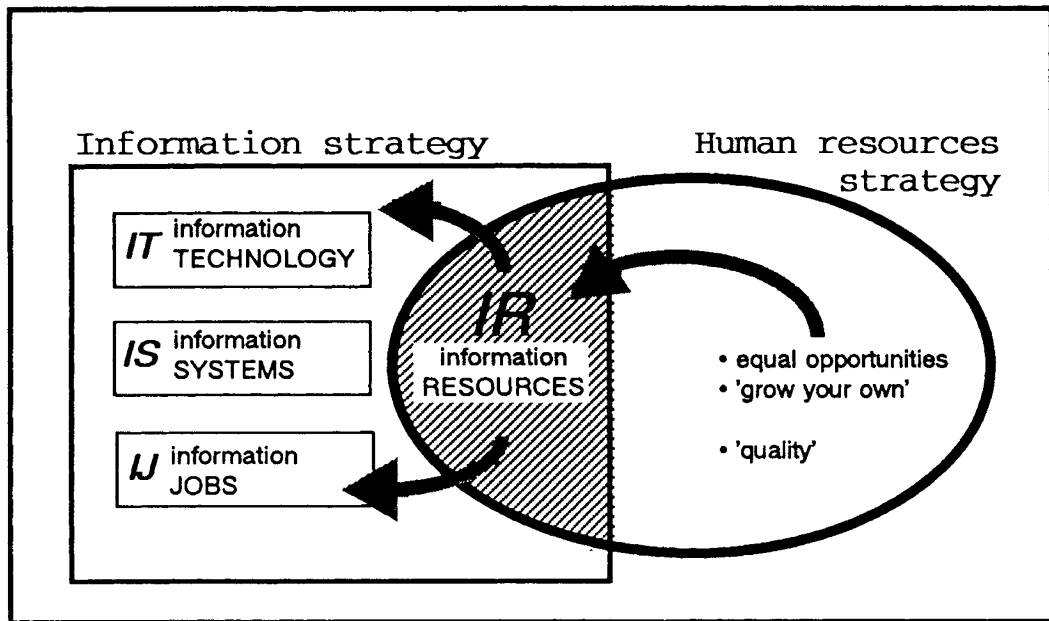 Information strategy
Human resources
strategy
IT information
TECHNOLOGY
IS information
SYSTEMS
IJ information
JOBS
IR
information
RESOURCES
• equal opportunities
• 'grow your own'
• 'quality'